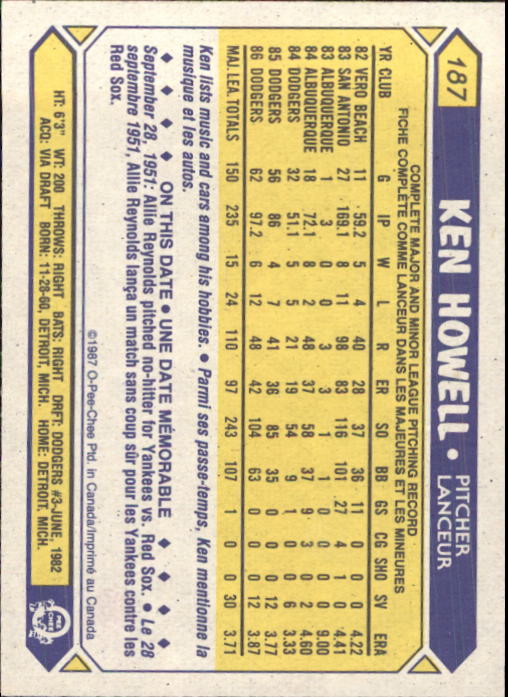 187
KEN HOWELL • PITCHER
LANCEUR
COMPLETE MAJOR AND MINOR LEAGUE PITCHING RECORD
FICHE COMPLÈTE COMME LANCEUR DANS LES MAJEURES ET LES MINEURES
YR CLUB G IP W L R ER SO BB GS CG SHO SV ERA
82 VERO BEACH 11 59.2 5 4 40 28 37 36 11 0 0 0 4.22
83 SAN ANTONIO 27 169.1 8 11 98 83 116 101 27 4 1 0 4.41
83 ALBUQUERQUE 1 3 0 0 3 3 1 1 0 0 0 0 9.00
84 ALBUQUERQUE 18 72.1 8 2 48 37 58 37 9 3 0 2 4.60
84 DODGERS 32 51.1 5 5 21 19 54 9 1 0 0 6 3.33
85 DODGERS 56 86 4 7 41 36 85 35 0 0 0 12 3.77
86 DODGERS 62 97.2 6 12 48 42 104 63 0 0 0 12 3.87
MAJ. LEA. TOTALS 150 235 15 24 110 97 243 107 1 0 0 30 3.71
Ken lists music and cars among his hobbies. • Parmi ses passe-temps, Ken mentionne la
musique et les autos.
ON THIS DATE • UNE DATE MÉMORABLE
September 28, 1951: Allie Reynolds pitched no-hitter for Yankees vs. Red Sox. • Le 28
septembre 1951, Allie Reynolds lança un match sans coup sûr pour les Yankees contre les
Red Sox.
©1987 O-Pee-Chee Ptd. in Canada/Imprimé au Canada
HT: 6'3" WT: 200 THROWS: RIGHT BATS: RIGHT DRFT: DODGERS #3-JUNE, 1982
ACQ: VIA DRAFT BORN: 11-28-60, DETROIT, MICH. HOME: DETROIT, MICH.
O
PEE
CHEE